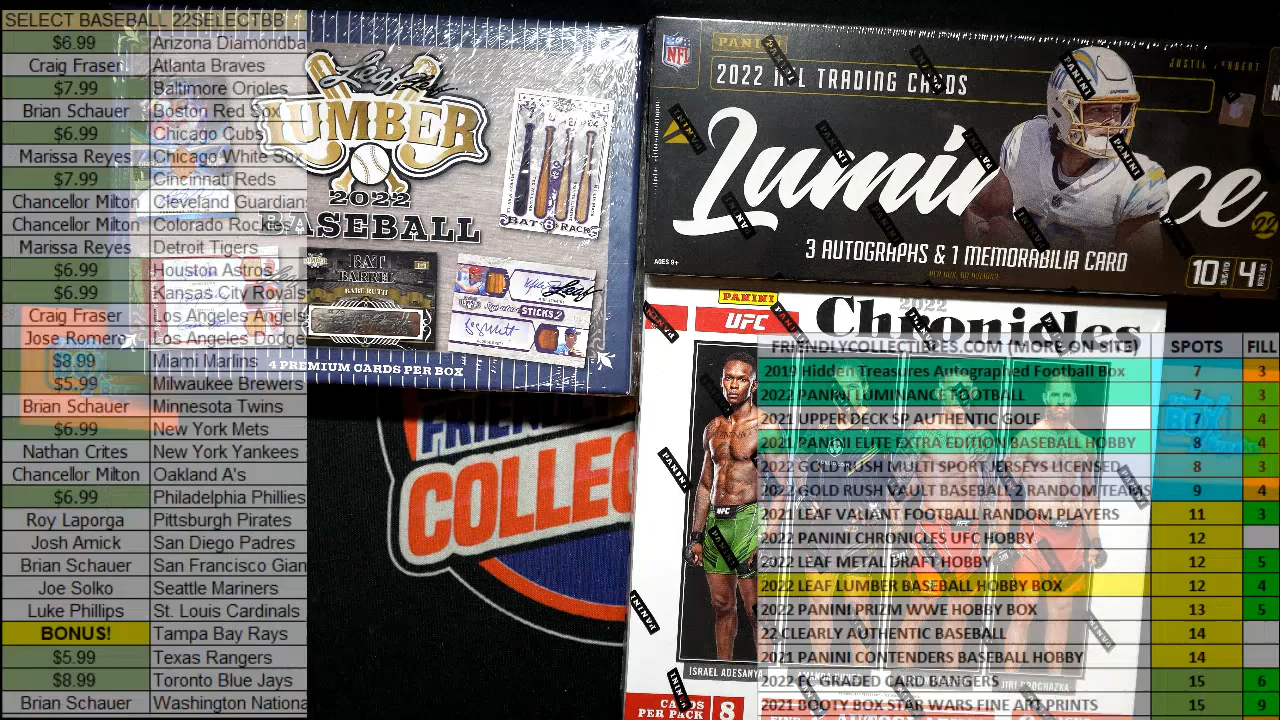 SELECT BASEBALL 22SELECTBB
$6.99 Arizona Diamondba
Craig Fraser Atlanta Braves
$7.99 Baltimore Orioles
Brian Schauer Boston Red Sox
$6.99 Chicago Cubs
Marissa Reyes Chicago White Sox
$7.99 Cincinnati Reds
Chancellor Milton Cleveland Guardian
Chancellor Milton Colorado Rockies
Marissa Reyes Detroit Tigers
$6.99 Houston Astros
$6.99 Kansas City Royals
Craig Fraser Los Angeles Angels
Jose Romero Los Angeles Dodge
$8.99 Miami Marlins
$5.99 Milwaukee Brewers
Brian Schauer Minnesota Twins
$6.99 New York Mets
Nathan Crites New York Yankees
Chancellor Milton Oakland A's
$6.99 Philadelphia Phillies
Roy Laporga Pittsburgh Pirates
Josh Amick San Diego Padres
Brian Schauer San Francisco Gian
Joe Solko Seattle Mariners
Luke Phillips St. Louis Cardinals
BONUS! Tampa Bay Rays
$5.99 Texas Rangers
$8.99 Toronto Blue Jays
Brian Schauer Washington Nationa
Leaf
LUMBER
2022
BASEBALL
BAT RACK
BAT
BARREL
BABE RUTH
STICKS 2
4 PREMIUM CARDS PER BOX
NFL
PANINI
2022 NFL TRADING CARDS
Luminance
3 AUTOGRAPHS & 1 MEMORABILIA CARD
AGES 9+
10 4
PANINI
UFC
2022
Chronicles
ISRAEL ADESANYA
JIRI PROCHAZKA
CARDS
PER PACK 8
FRIENDLY
COLLEC
FRIENDLYCOLLECTIBLES.COM (MORE ON SITE) SPOTS FILL
2019 Hidden Treasures Autographed Football Box 7 3
2022 PANINI LUMINANCE FOOTBALL 7 3
2021 UPPER DECK SP AUTHENTIC GOLF 7 4
2021 PANINI ELITE EXTRA EDITION BASEBALL HOBBY 8 4
2022 GOLD RUSH MULTI SPORT JERSEYS LICENSED 8 3
2022 GOLD RUSH VAULT BASEBALL 2 RANDOM TEAMS 9 4
2021 LEAF VALIANT FOOTBALL RANDOM PLAYERS 11 3
2022 PANINI CHRONICLES UFC HOBBY 12
2022 LEAF METAL DRAFT HOBBY 12 5
2022 LEAF LUMBER BASEBALL HOBBY BOX 12 4
2022 PANINI PRIZM WWE HOBBY BOX 13 5
22 CLEARLY AUTHENTIC BASEBALL 14
2021 PANINI CONTENDERS BASEBALL HOBBY 14
2022 FC GRADED CARD BANGERS 15 6
2021 BOOTY BOX STAR WARS FINE ART PRINTS 15 9